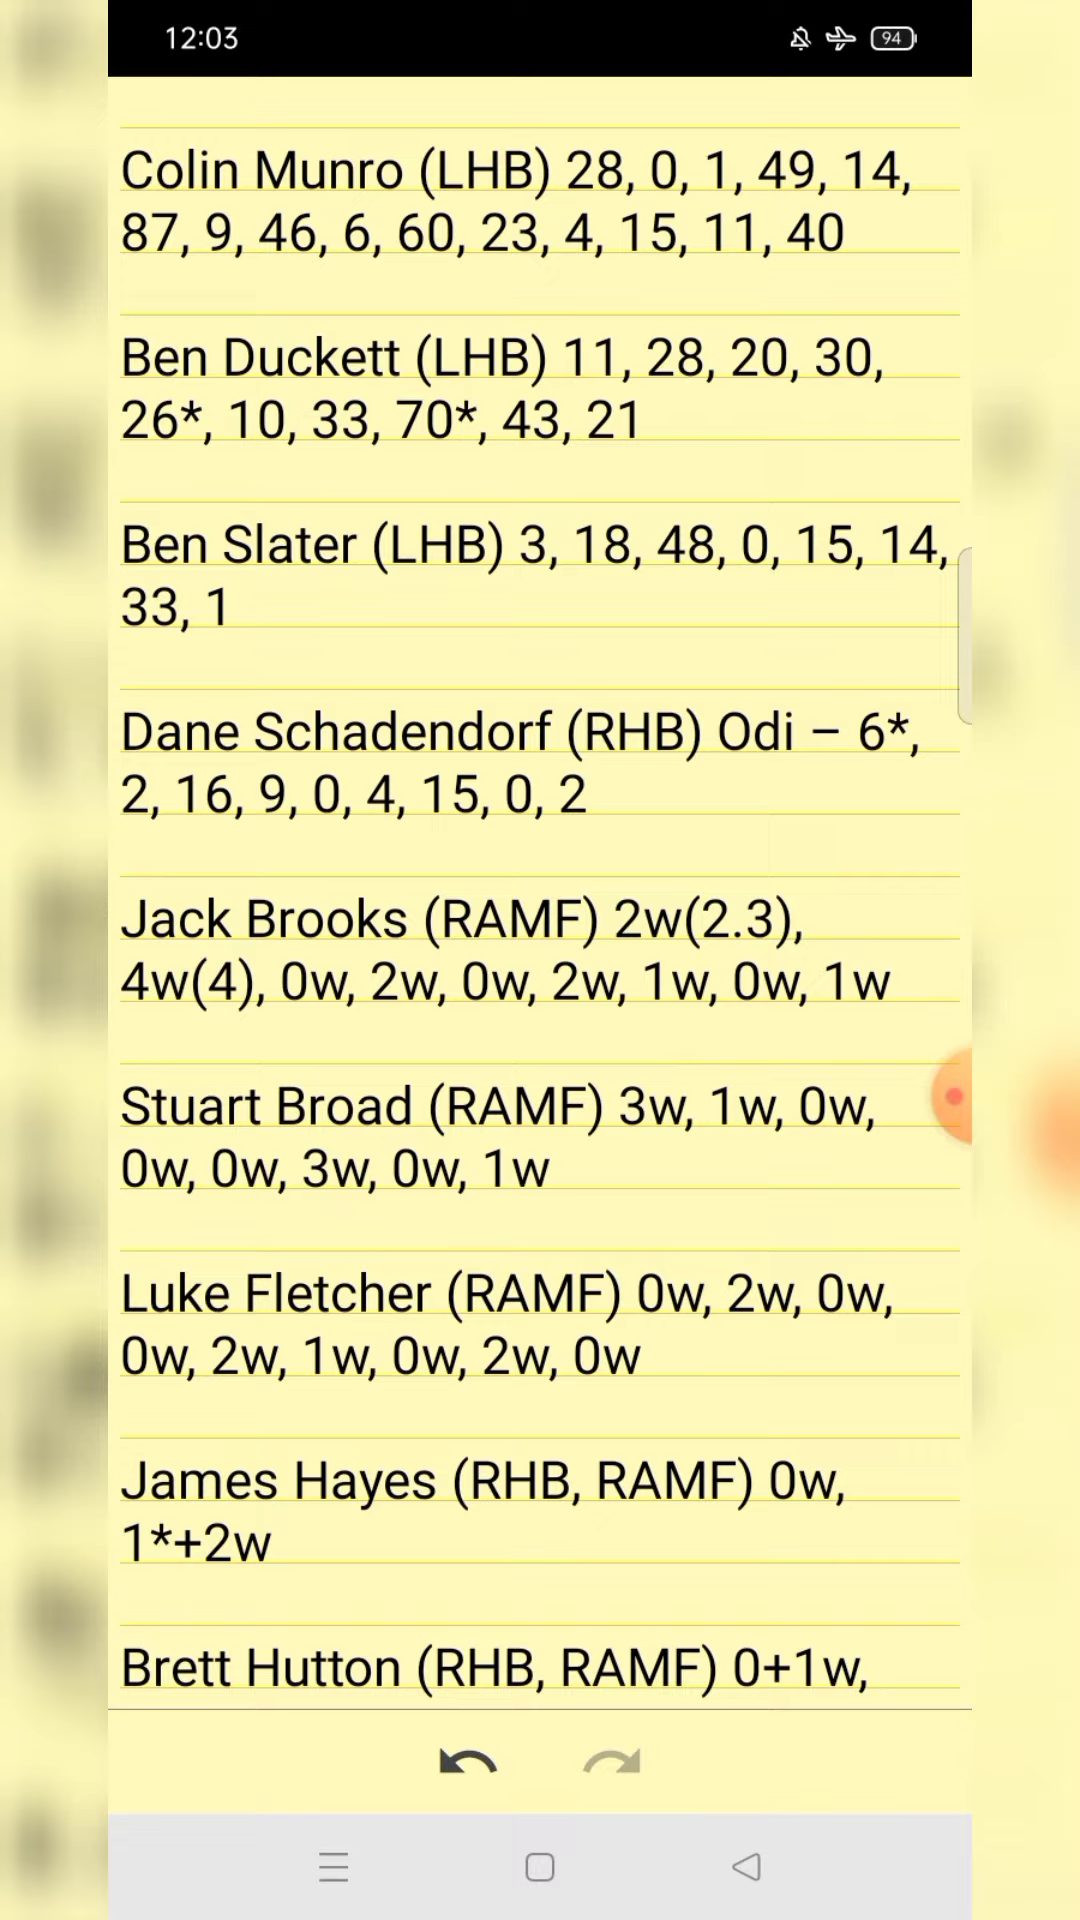 12:03
94
Colin Munro (LHB) 28, 0, 1, 49, 14,
87, 9, 46, 6, 60, 23, 4, 15, 11, 40
Ben Duckett (LHB) 11, 28, 20, 30,
26*, 10, 33, 70*, 43, 21
Ben Slater (LHB) 3, 18, 48, 0, 15, 14,
33, 1
Dane Schadendorf (RHB) Odi – 6*,
2, 16, 9, 0, 4, 15, 0, 2
Jack Brooks (RAMF) 2w(2.3),
4w(4), 0w, 2w, 0w, 2w, 1w, 0w, 1w
Stuart Broad (RAMF) 3w, 1w, 0w,
0w, 0w, 3w, 0w, 1w
Luke Fletcher (RAMF) 0w, 2w, 0w,
0w, 2w, 1w, 0w, 2w, 0w
James Hayes (RHB, RAMF) 0w,
1*+2w
Brett Hutton (RHB, RAMF) 0+1w,